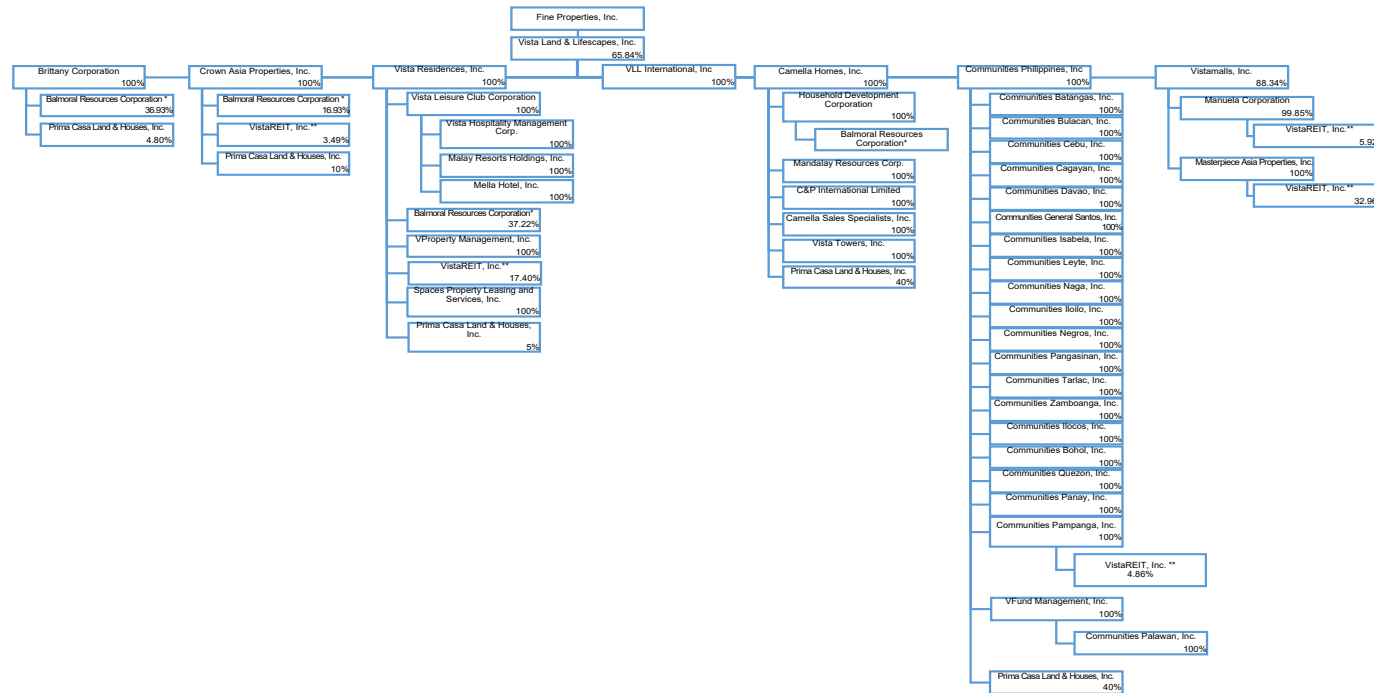 Fine Properties, Inc.
Vista Land & Lifescapes, Inc.
65.84%
Brittany Corporation
100%
Balmoral Resources Corporation *
36.93%
Prima Casa Land & Houses, Inc.
4.80%
Crown Asia Properties, Inc.
100%
Balmoral Resources Corporation *
16.93%
VistaREIT, Inc.**
3.49%
Prima Casa Land & Houses, Inc.
10%
Vista Residences, Inc.
100%
Vista Leisure Club Corporation
100%
Vista Hospitality Management
Corp.
100%
Malay Resorts Holdings, Inc.
100%
Mella Hotel, Inc.
100%
Balmoral Resources Corporation*
37.22%
VProperty Management, Inc.
100%
VistaREIT, Inc.**
17.40%
Spaces Property Leasing and
Services, Inc.
100%
Prima Casa Land & Houses,
Inc.
5%
VLL International, Inc
100%
Camella Homes, Inc.
100%
Household Development
Corporation
100%
Balmoral Resources
Corporation*
Mandalay Resources Corp.
100%
C&P International Limited
100%
Camella Sales Specialists, Inc.
100%
Vista Towers, Inc.
100%
Prima Casa Land & Houses, Inc.
40%
Communities Philippines, Inc
100%
Communities Batangas, Inc.
100%
Communities Bulacan, Inc.
100%
Communities Cebu, Inc.
100%
Communities Cagayan, Inc.
100%
Communities Davao, Inc.
100%
Communities General Santos, Inc.
100%
Communities Isabela, Inc.
100%
Communities Leyte, Inc.
100%
Communities Naga, Inc.
100%
Communities Iloilo, Inc.
100%
Communities Negros, Inc.
100%
Communities Pangasinan, Inc.
100%
Communities Tarlac, Inc.
100%
Communities Zamboanga, Inc.
100%
Communities Ilocos, Inc.
100%
Communities Bohol, Inc.
100%
Communities Quezon, Inc.
100%
Communities Panay, Inc.
100%
Communities Pampanga, Inc.
100%
VistaREIT, Inc. **
4.86%
VFund Management, Inc.
100%
Communities Palawan, Inc.
100%
Prima Casa Land & Houses, Inc.
40%
Vistamalls, Inc.
88.34%
Manuela Corporation
99.85%
VistaREIT, Inc.**
5.92
Masterpiece Asia Properties, Inc.
100%
VistaREIT, Inc.**
32.96